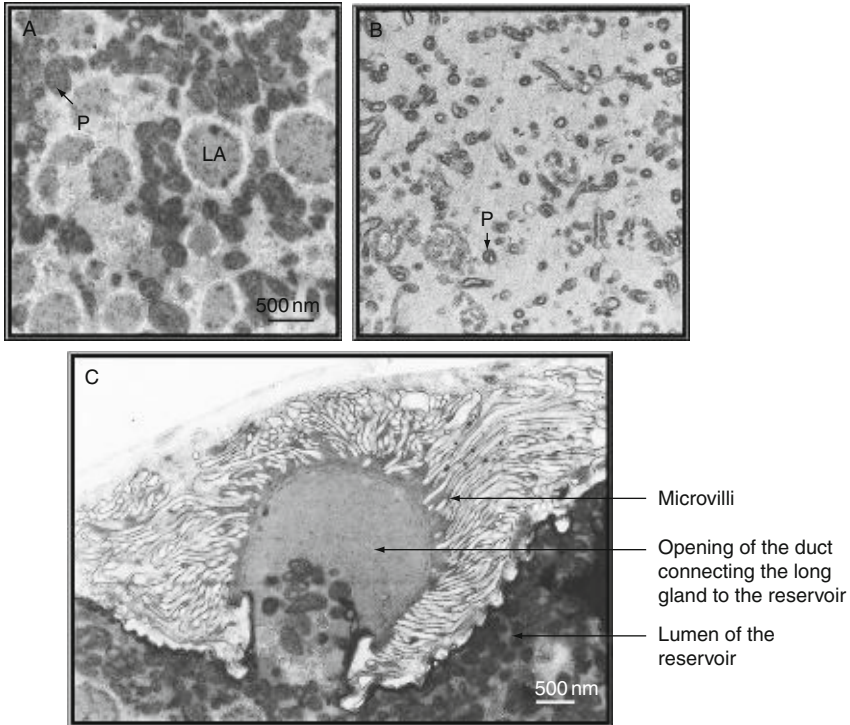 A
P
LA
500 nm
B
P
C
Microvilli
Opening of the duct
connecting the long
gland to the reservoir
Lumen of the
reservoir
500 nm